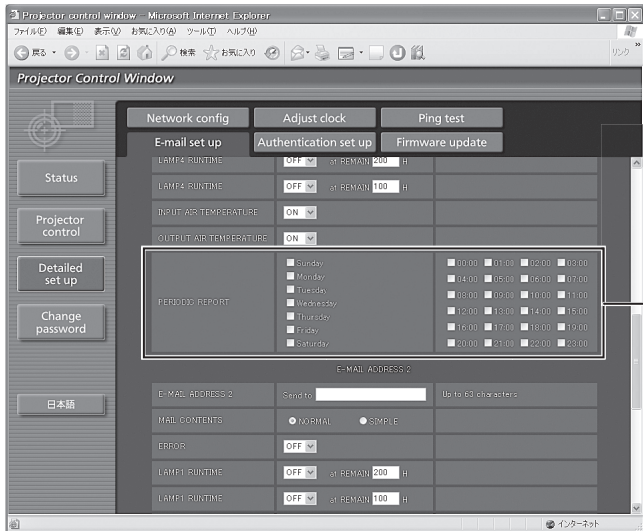 Projector control window - Microsoft Internet Explorer
ファイル(F) 編集(E) 表示(V) お気に入り(A) ツール(T) ヘルプ(H)
戻る 検索 お気に入り リンク »
Projector Control Window
Network config Adjust clock Ping test
E-mail set up Authentication set up Firmware update
Status
Projector control
Detailed set up
Change password
日本語
LAMP4 RUNTIME OFF at REMAIN 200 H
LAMP4 RUNTIME OFF at REMAIN 100 H
INPUT AIR TEMPERATURE ON
OUTPUT AIR TEMPERATURE ON
PERIODIC REPORT
Sunday
Monday
Tuesday
Wednesday
Thursday
Friday
Saturday
00:00 01:00 02:00 03:00
04:00 05:00 06:00 07:00
08:00 09:00 10:00 11:00
12:00 13:00 14:00 15:00
16:00 17:00 18:00 19:00
20:00 21:00 22:00 23:00
E-MAIL ADDRESS 2
E-MAIL ADDRESS 2 Send to Up to 63 characters
MAIL CONTENTS NORMAL SIMPLE
ERROR OFF
LAMP1 RUNTIME OFF at REMAIN 200 H
LAMP1 RUNTIME OFF at REMAIN 100 H
インターネット